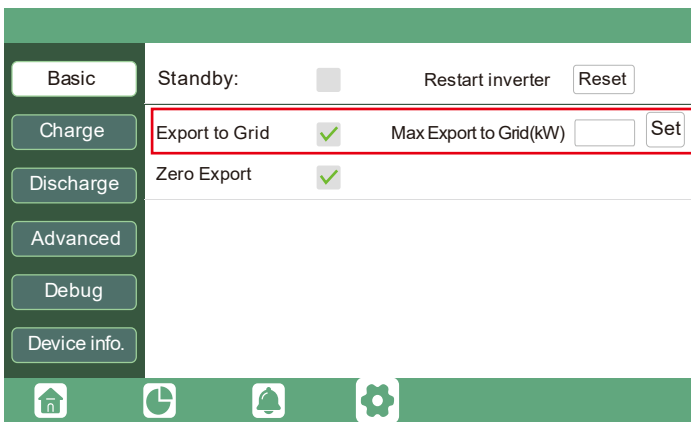 Basic
Standby:
Restart inverter
Reset
Charge
Export to Grid
Max Export to Grid(kW)
Set
Discharge
Zero Export
Advanced
Debug
Device info.